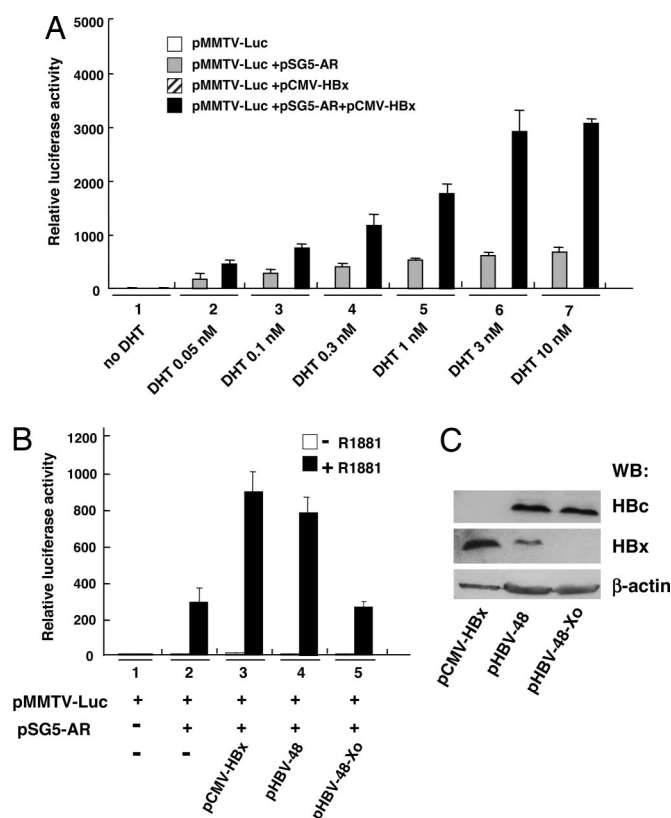 A
5000
4000
3000
2000
1000
0
Relative luciferase activity
pMMTV-Luc
pMMTV-Luc +pSG5-AR
pMMTV-Luc +pCMV-HBx
pMMTV-Luc +pSG5-AR+pCMV-HBx
1 2 3 4 5 6 7
no DHT
DHT 0.05 nM
DHT 0.1 nM
DHT 0.3 nM
DHT 1 nM
DHT 3 nM
DHT 10 nM
B
1200
1000
800
600
400
200
0
Relative luciferase activity
- R1881
+ R1881
1 2 3 4 5
pMMTV-Luc + + + + +
pSG5-AR - + + + +
- - pCMV-HBx pHBV-48 pHBV-48-Xo
C
WB:
HBc
HBx
β-actin
pCMV-HBx
pHBV-48
pHBV-48-Xo